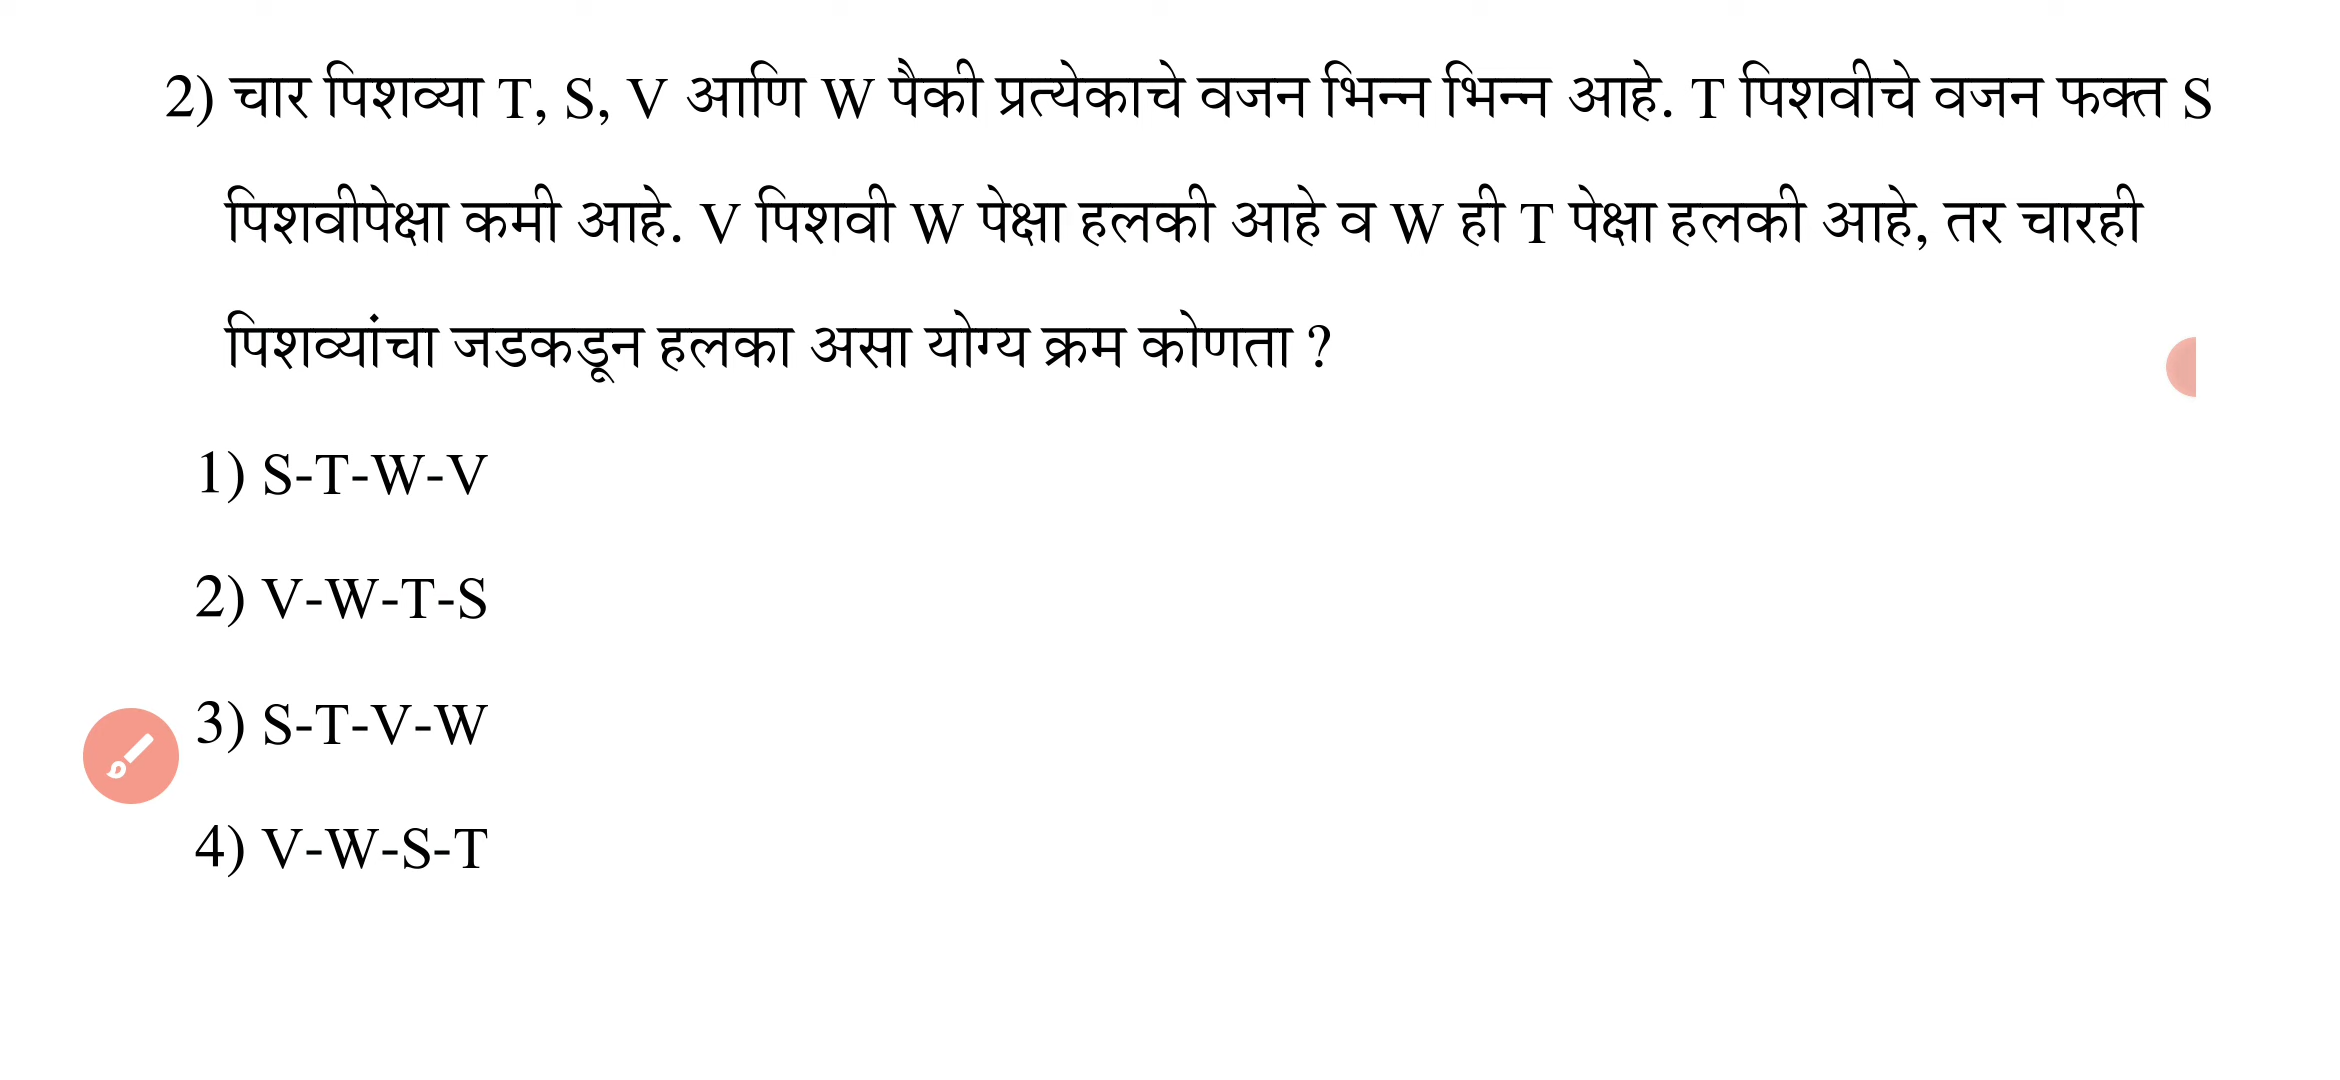 2) चार पिशव्या T, S, V आणि W पैकी प्रत्येकाचे वजन भिन्न भिन्न आहे. T पिशवीचे वजन फक्त S
पिशवीपेक्षा कमी आहे. V पिशवी W पेक्षा हलकी आहे व W ही T पेक्षा हलकी आहे, तर चारही
पिशव्यांचा जडकडून हलका असा योग्य क्रम कोणता ?
1) S-T-W-V
2) V-W-T-S
3) S-T-V-W
4) V-W-S-T